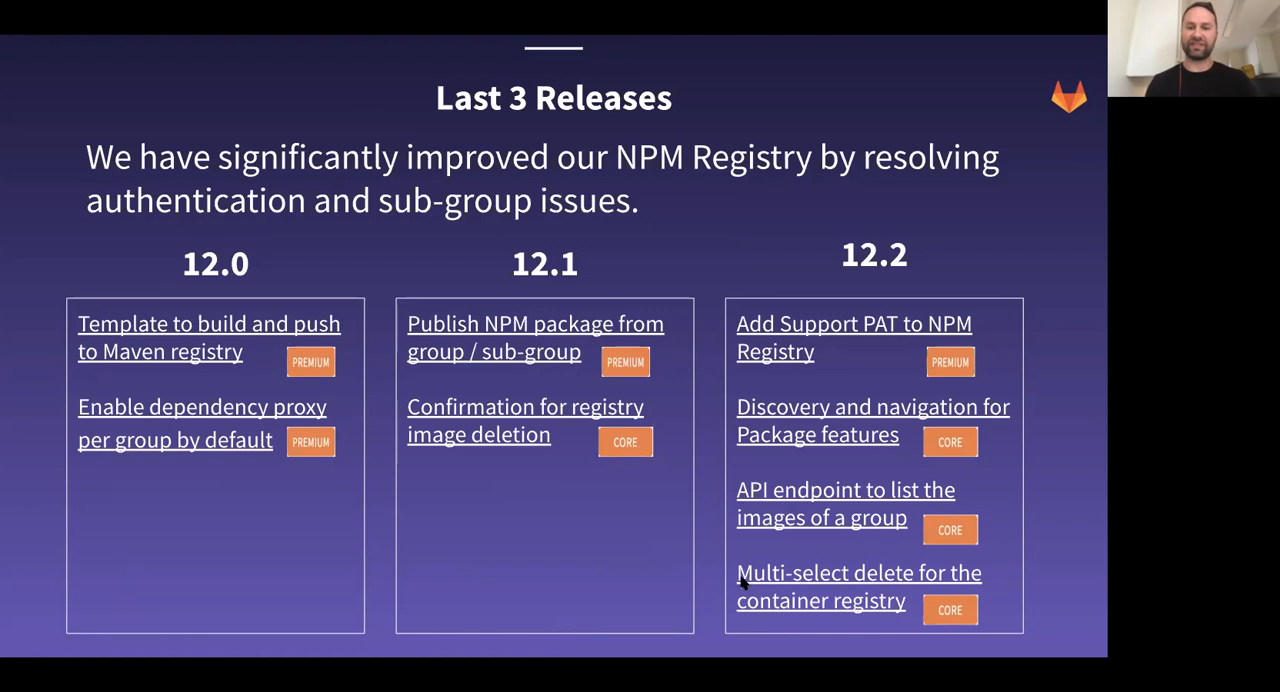 Last 3 Releases
We have significantly improved our NPM Registry by resolving
authentication and sub-group issues.
12.0
Template to build and push
to Maven registry
PREMIUM
Enable dependency proxy
per group by default
PREMIUM
12.1
Publish NPM package from
group / sub-group
PREMIUM
Confirmation for registry
image deletion
CORE
12.2
Add Support PAT to NPM
Registry
PREMIUM
Discovery and navigation for
Package features
CORE
API endpoint to list the
images of a group
CORE
Multi-select delete for the
container registry
CORE